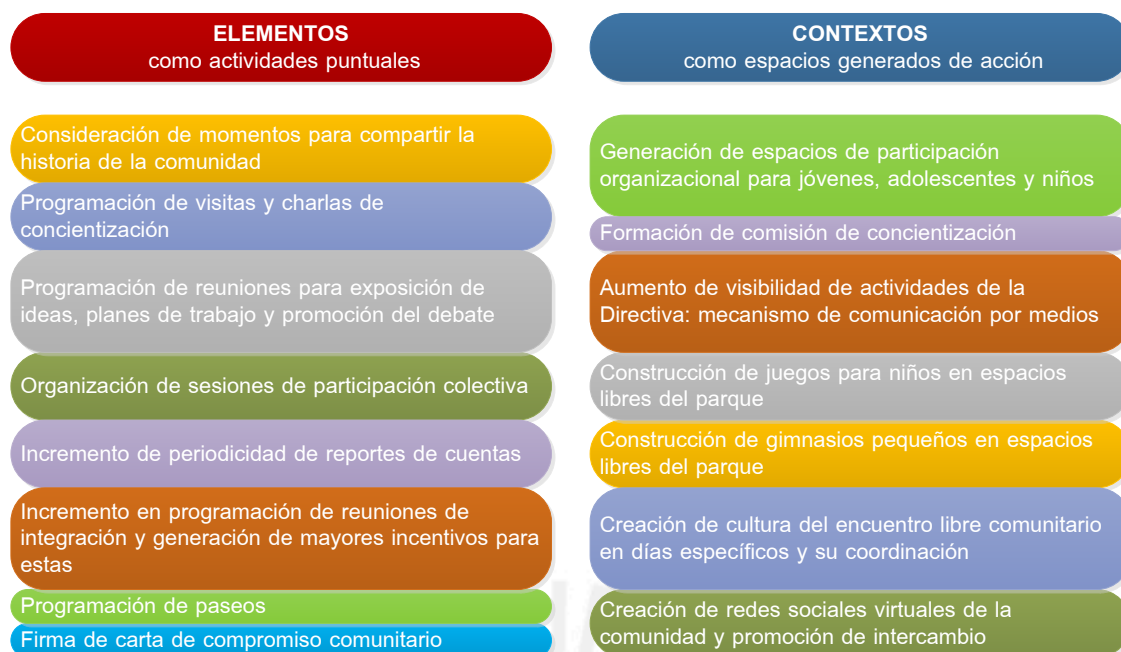 ELEMENTOS
como actividades puntuales
Consideración de momentos para compartir la
historia de la comunidad
Programación de visitas y charlas de
concientización
Programación de reuniones para exposición de
ideas, planes de trabajo y promoción del debate
Organización de sesiones de participación colectiva
Incremento de periodicidad de reportes de cuentas
Incremento en programación de reuniones de
integración y generación de mayores incentivos para
estas
Programación de paseos
Firma de carta de compromiso comunitario
CONTEXTOS
como espacios generados de acción
Generación de espacios de participación
organizacional para jóvenes, adolescentes y niños
Formación de comisión de concientización
Aumento de visibilidad de actividades de la
Directiva: mecanismo de comunicación por medios
Construcción de juegos para niños en espacios
libres del parque
Construcción de gimnasios pequeños en espacios
libres del parque
Creación de cultura del encuentro libre comunitario
en días específicos y su coordinación
Creación de redes sociales virtuales de la
comunidad y promoción de intercambio